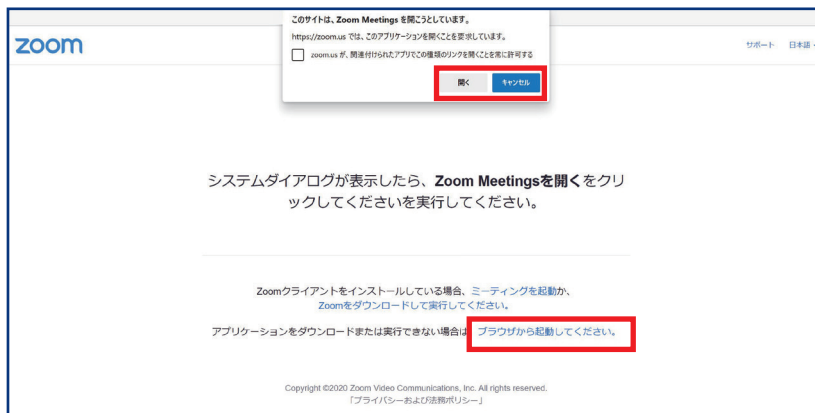 このサイトは、Zoom Meetings を開こうとしています。
https://zoom.us では、このアプリケーションを開くことを要求しています。
zoom.us が、関連付けられたアプリでこの種類のリンクを開くことを常に許可する
開く キャンセル
zoom
サポート 日本語
システムダイアログが表示したら、Zoom Meetingsを開くをクリ
ックしてくださいを実行してください。
Zoomクライアントをインストールしている場合、ミーティングを起動か、
Zoomをダウンロードして実行してください。
アプリケーションをダウンロードまたは実行できない場合は、ブラウザから起動してください。
Copyright ©2020 Zoom Video Communications, Inc. All rights reserved.
「プライバシーおよび法務ポリシー」